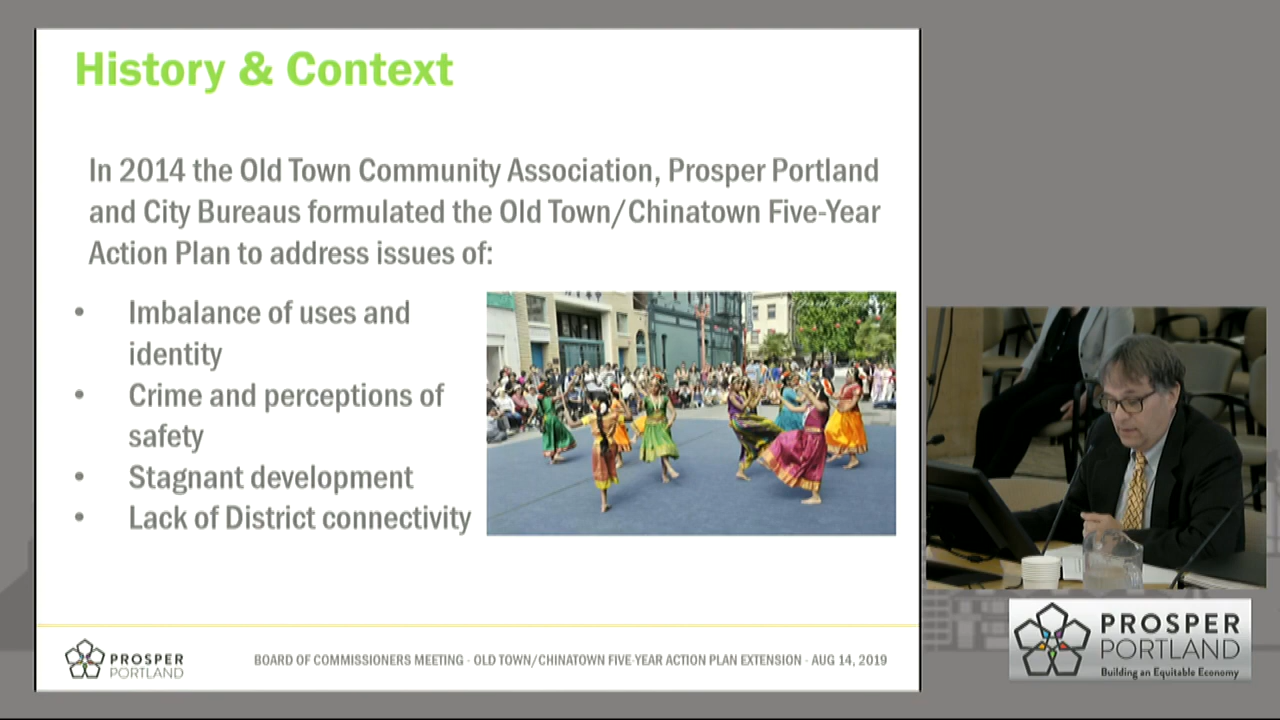 History & Context
In 2014 the Old Town Community Association, Prosper Portland
and City Bureaus formulated the Old Town/Chinatown Five-Year
Action Plan to address issues of:
• Imbalance of uses and
identity
• Crime and perceptions of
safety
• Stagnant development
• Lack of District connectivity
PROSPER
PORTLAND
BOARD OF COMMISSIONERS MEETING - OLD TOWN/CHINATOWN FIVE-YEAR ACTION PLAN EXTENSION - AUG 14, 2019
PROSPER
PORTLAND
Building an Equitable Economy